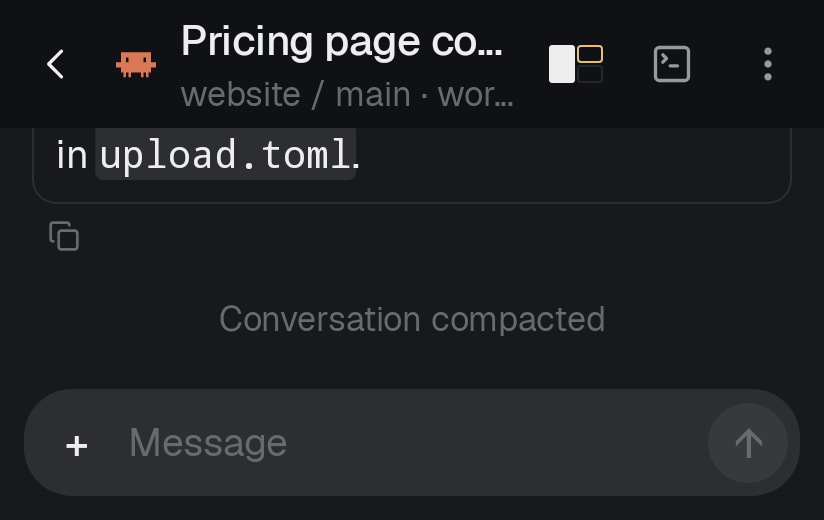 Pricing page co...
website / main · wor...
in upload.toml.
Conversation compacted
Message